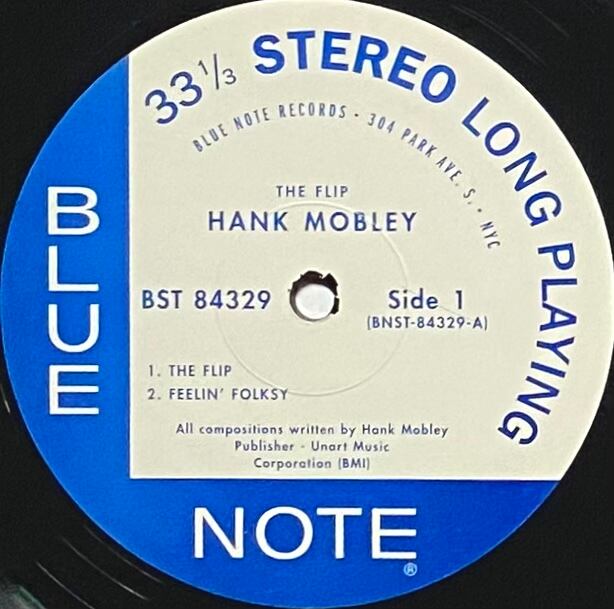 33 1/3 STEREO LONG PLAYING
BLUE NOTE RECORDS · 304 PARK AVE. S. · NYC
THE FLIP
HANK MOBLEY
BST 84329
Side 1
(BNST-84329-A)
1. THE FLIP
2. FEELIN' FOLKSY
All compositions written by Hank Mobley
Publisher - Unart Music
Corporation (BMI)
BLUE
NOTE®